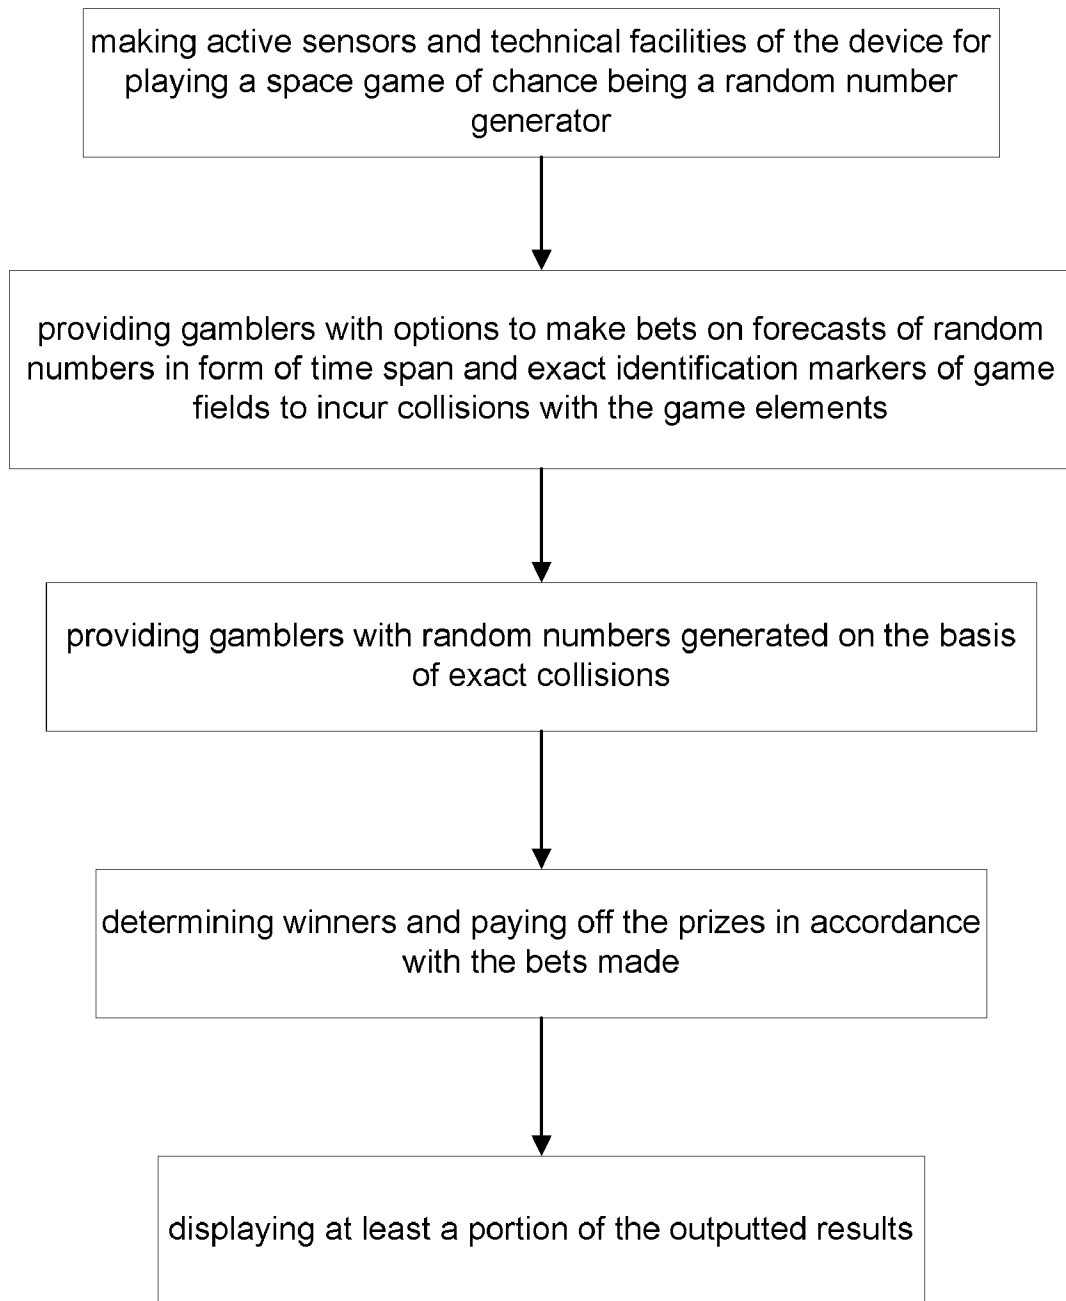 making active sensors and technical facilities of the device for
playing a space game of chance being a random number
generator
providing gamblers with options to make bets on forecasts of random
numbers in form of time span and exact identification markers of game
fields to incur collisions with the game elements
providing gamblers with random numbers generated on the basis
of exact collisions
determining winners and paying off the prizes in accordance
with the bets made
displaying at least a portion of the outputted results